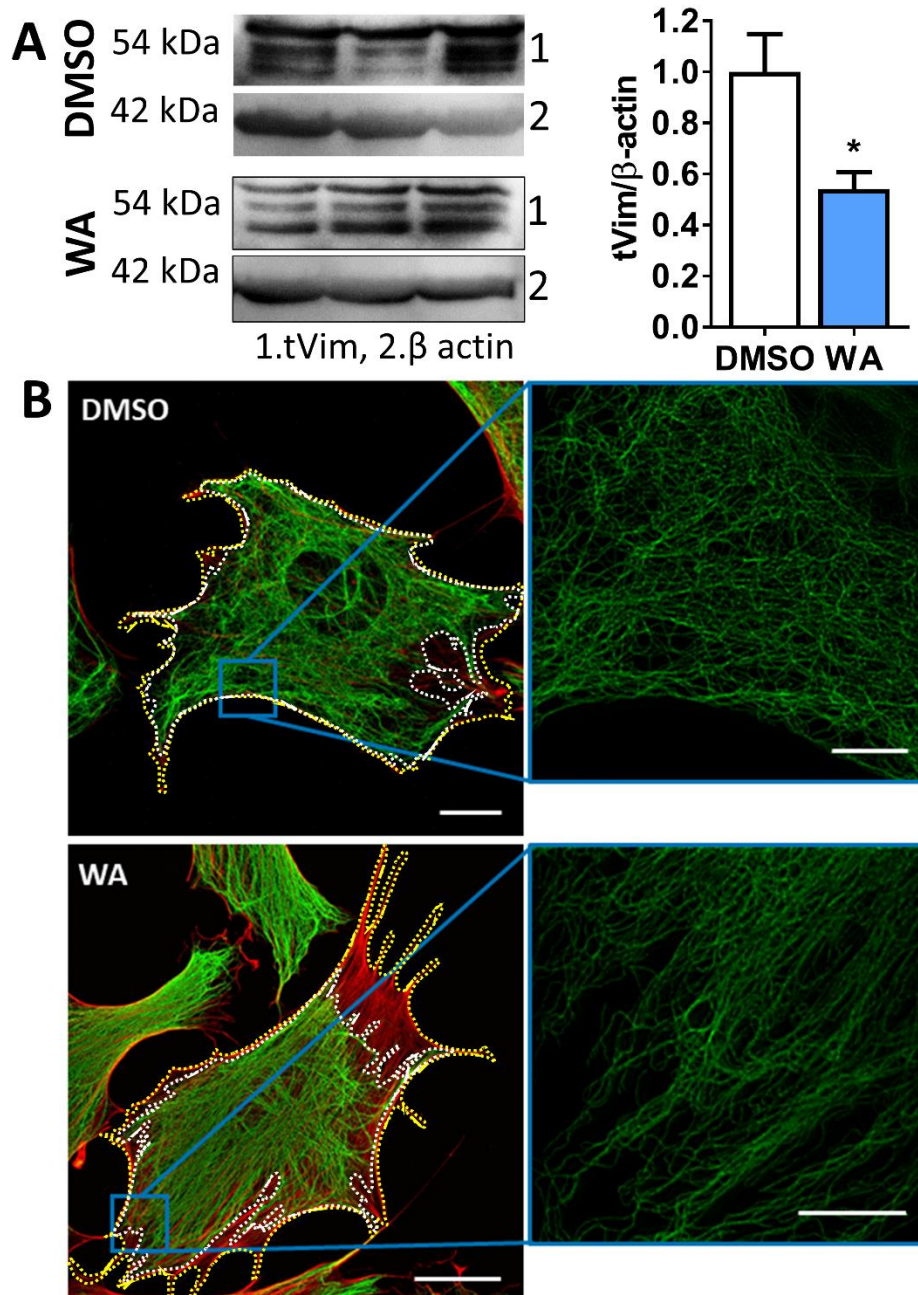 A
DMSO
54 kDa
1
42 kDa
2
WA
54 kDa
1
42 kDa
2
1.tVim, 2.β actin
tVim/β-actin
1.2
1.0
0.8
0.6
0.4
0.2
0.0
*
DMSO WA
B
DMSO
WA